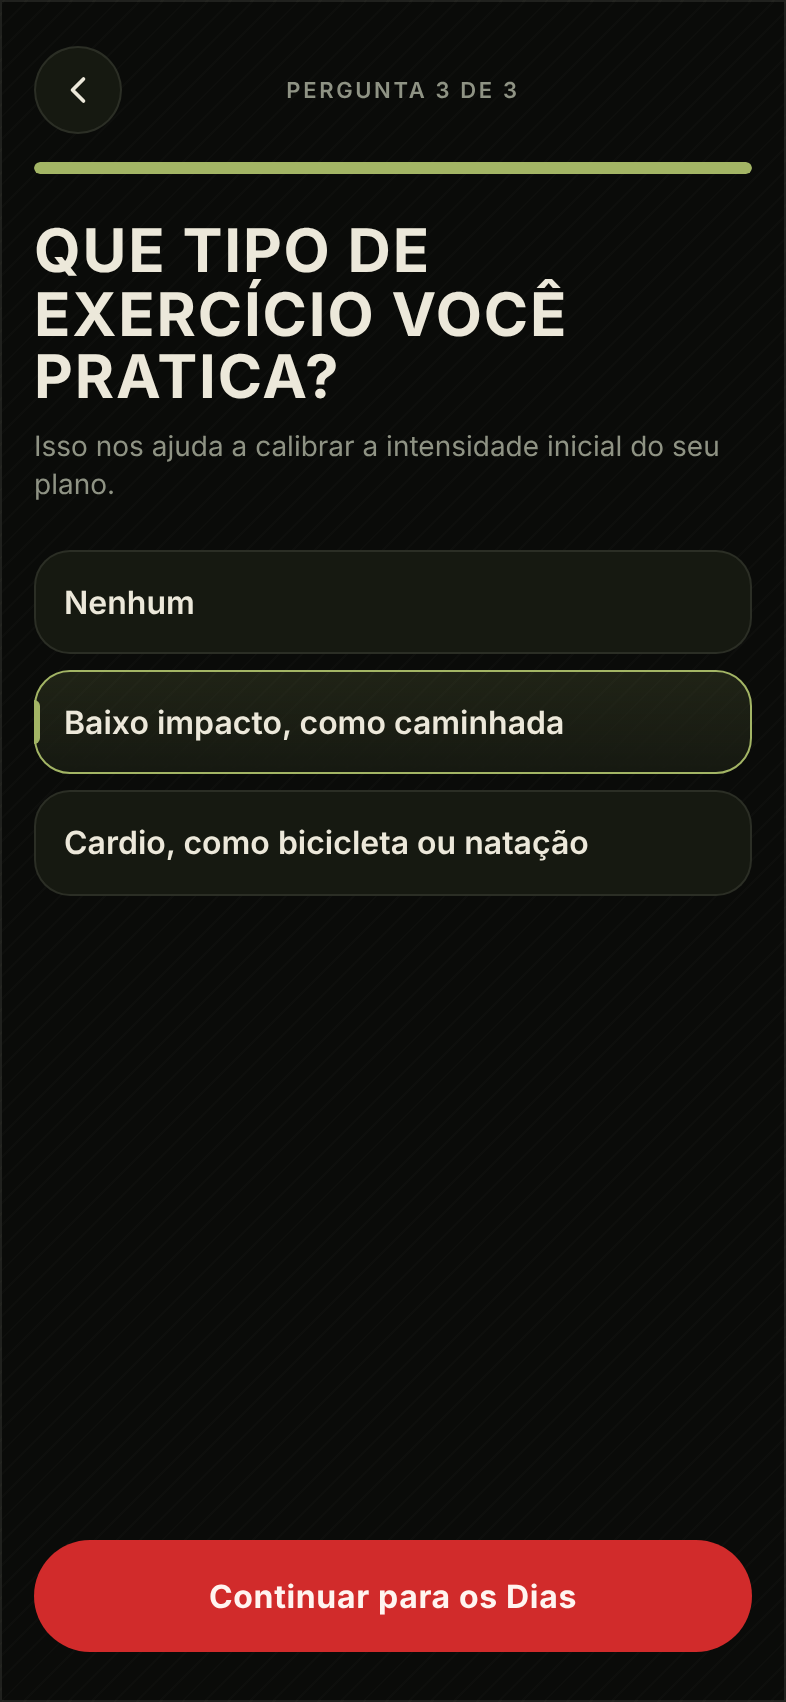 PERGUNTA 3 DE 3
QUE TIPO DE
EXERCÍCIO VOCÊ
PRATICA?
Isso nos ajuda a calibrar a intensidade inicial do seu
plano.
Nenhum
Baixo impacto, como caminhada
Cardio, como bicicleta ou natação
Continuar para os Dias